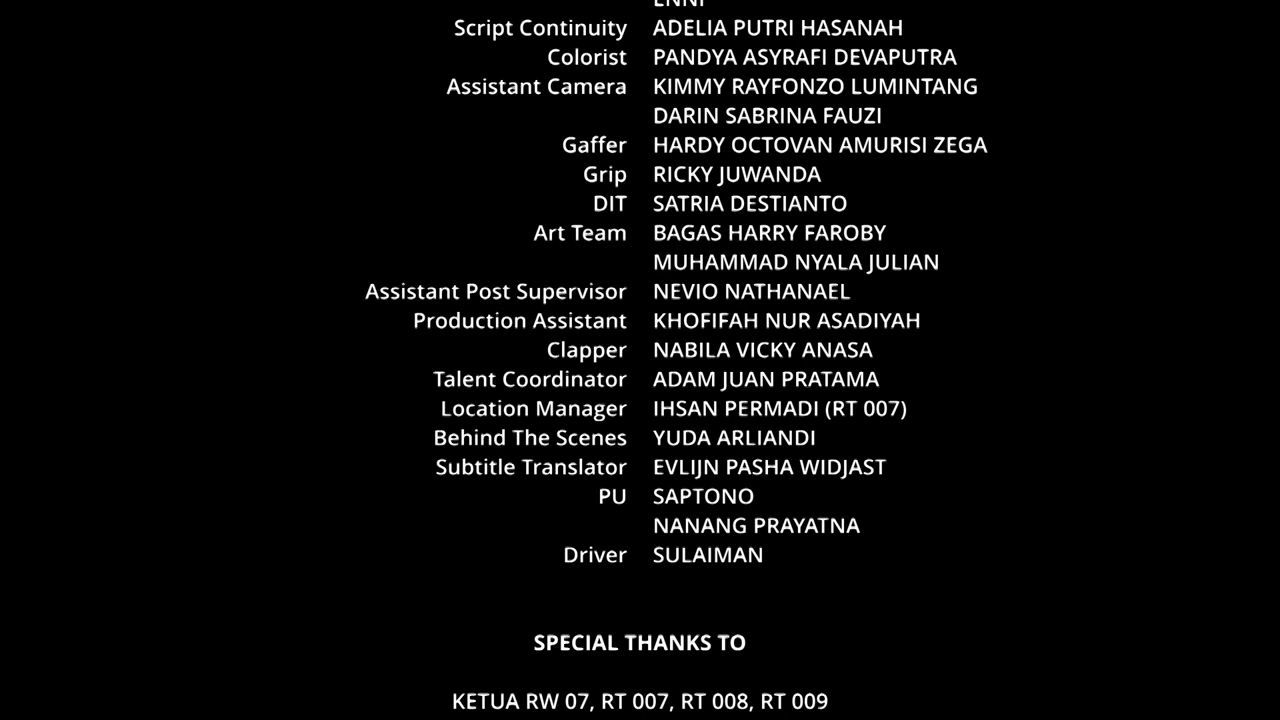 ENNI
Script Continuity ADELIA PUTRI HASANAH
Colorist PANDYA ASYRAFI DEVAPUTRA
Assistant Camera KIMMY RAYFONZO LUMINTANG
DARIN SABRINA FAUZI
Gaffer HARDY OCTOVAN AMURISI ZEGA
Grip RICKY JUWANDA
DIT SATRIA DESTIANTO
Art Team BAGAS HARRY FAROBY
MUHAMMAD NYALA JULIAN
Assistant Post Supervisor NEVIO NATHANAEL
Production Assistant KHOFIFAH NUR ASADIYAH
Clapper NABILA VICKY ANASA
Talent Coordinator ADAM JUAN PRATAMA
Location Manager IHSAN PERMADI (RT 007)
Behind The Scenes YUDA ARLIANDI
Subtitle Translator EVLIJN PASHA WIDJAST
PU SAPTONO
NANANG PRAYATNA
Driver SULAIMAN
SPECIAL THANKS TO
KETUA RW 07, RT 007, RT 008, RT 009